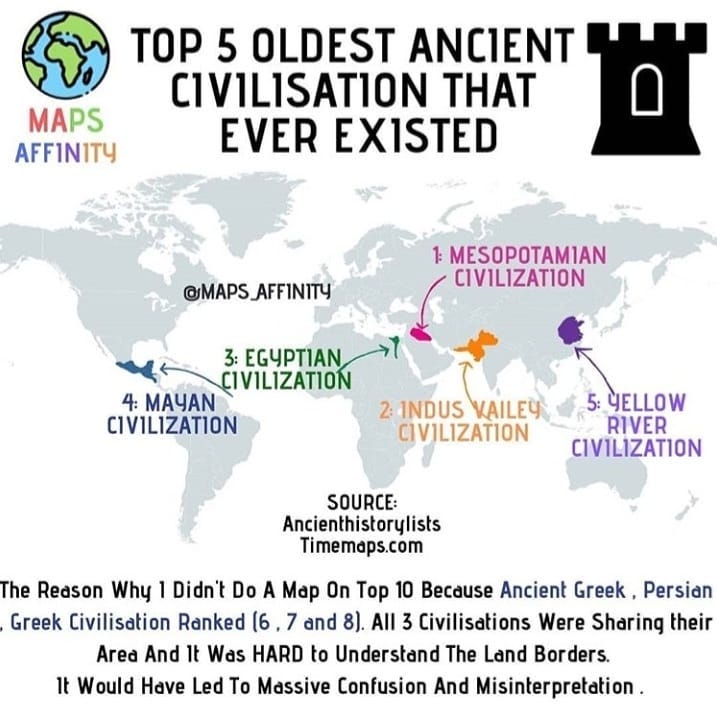 TOP 5 OLDEST ANCIENT
CIVILISATION THAT
EVER EXISTED
MAPS
AFFINITY
1: MESOPOTAMIAN
CIVILIZATION
@MAPS_AFFINITY
3: EGYPTIAN
CIVILIZATION
4: MAYAN
CIVILIZATION
2: INDUS VAILEY
CIVILIZATION
5: YELLOW
RIVER
CIVILIZATION
SOURCE:
Ancienthistorylists
Timemaps.com
The Reason Why I Didn't Do A Map On Top 10 Because Ancient Greek , Persian
, Greek Civilisation Ranked (6 , 7 and 8). All 3 Civilisations Were Sharing their
Area And It Was HARD to Understand The Land Borders.
It Would Have Led To Massive Confusion And Misinterpretation .